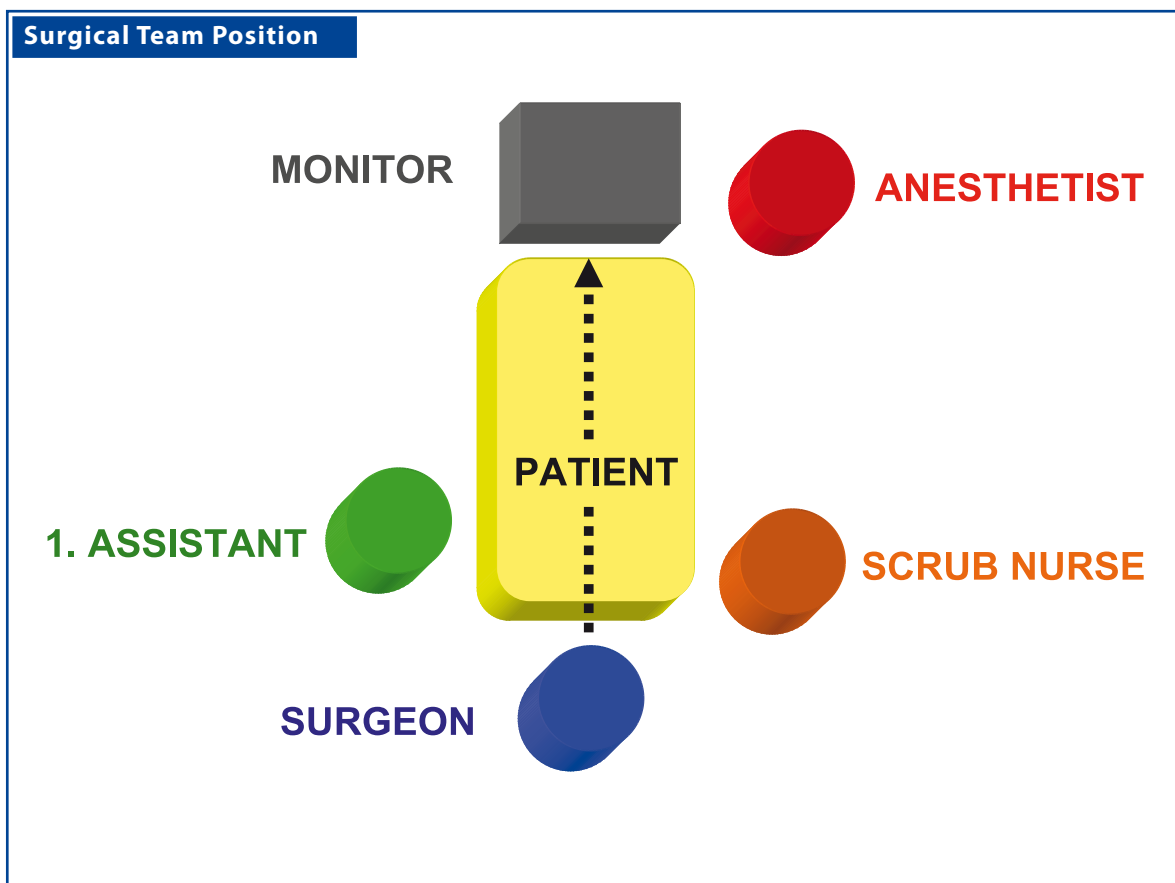 Surgical Team Position
MONITOR
ANESTHETIST
PATIENT
1. ASSISTANT
SCRUB NURSE
SURGEON